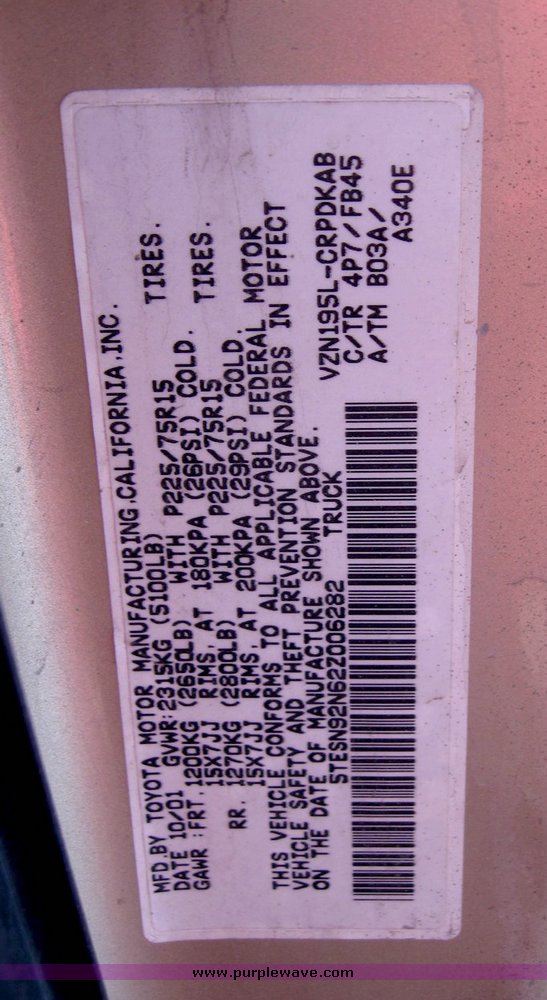 MFD.BY TOYOTA MOTOR MANUFACTURING.CALIFORNIA.INC.
DATE 10/01 GVWR:2315KG (5100LB)
GAWR :FRT.1200KG (2650LB) WITH P225/75R15 TIRES.
15X7JJ RIMS, AT 180KPA (26PSI) COLD.
RR. 1270KG (2800LB) WITH P225/75R15 TIRES.
15X7JJ RIMS AT 200KPA (29PSI) COLD.
THIS VEHICLE CONFORMS TO ALL APPLICABLE FEDERAL MOTOR
VEHICLE SAFETY AND THEFT PREVENTION STANDARDS IN EFFECT
ON THE DATE OF MANUFACTURE SHOWN ABOVE.
5TESN92N62Z006282 TRUCK
VZN195L-CRPDKAB
C/TR 4P7/FB45
A/TM B03A/
A340E
www.purplewave.com